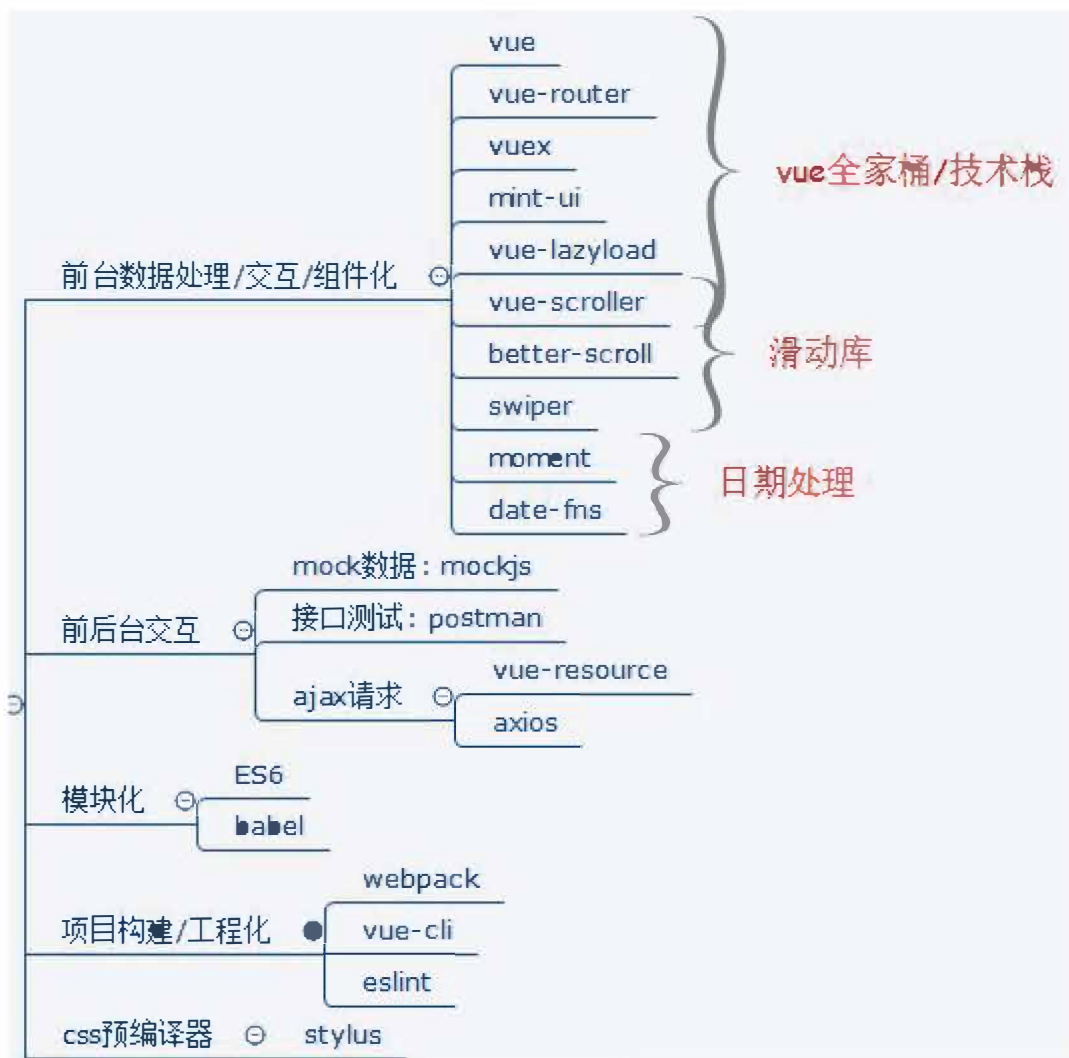 vue
vue-router
vuex
vue全家桶/技术栈
mint-ui
vue-lazyload
前台数据处理/交互/组件化
vue-scroller
better-scroll
滑动库
swiper
moment
日期处理
date-fns
mock数据：mockjs
接口测试：postman
前后台交互
vue-resource
ajax请求
axios
ES6
模块化
babel
webpack
项目构建/工程化
vue-cli
eslint
css预编译器
stylus